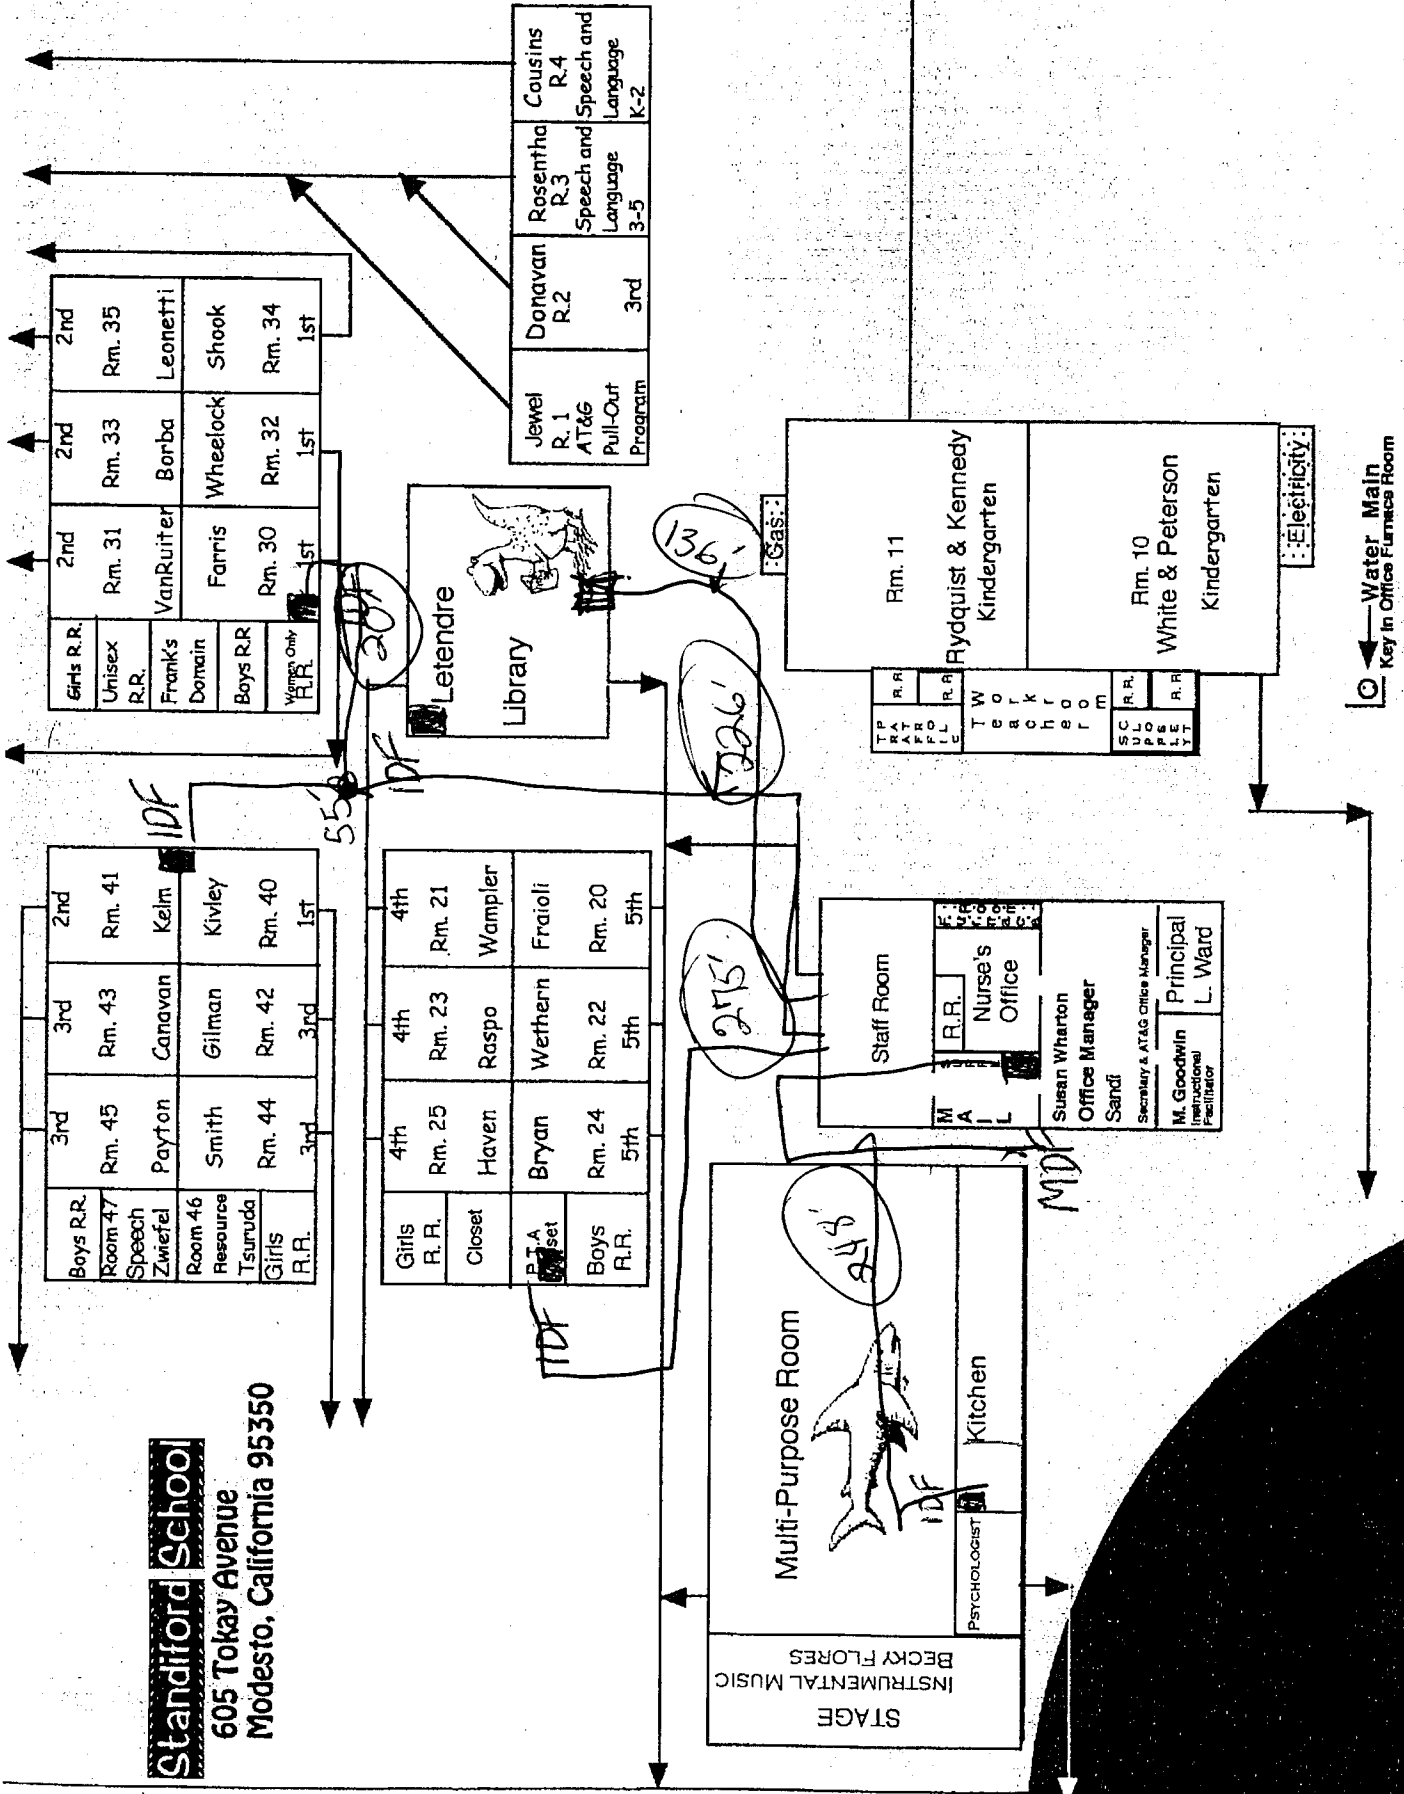 Standiford School
605 Tokay Avenue
Modesto, California 95350
Boys R.R.
Room 47
Speech
Zwiefel
Room 46
Resource
Tsuruda
Girls
R.R.
3rd
Rm. 45
Payton
3rd
Rm. 43
Canavan
2nd
Rm. 41
Kelm
Smith
Rm. 44
3rd
Gilman
Rm. 42
3rd
Kivley
Rm. 40
1st
IDF
55'
IDF
Girls R.R.
Unisex
R.R.
Frank's
Domain
Boys R.R
Women Only
R.R.
2nd
Rm. 31
VanRuiter
2nd
Rm. 33
Borba
2nd
Rm. 35
Leonetti
Farris
Rm. 30
1st
Wheelock
Rm. 32
1st
Shook
Rm. 34
1st
IDF
207'
Girls
R.R.
Closet
P.T.A
set
Boys
R.R.
4th
Rm. 25
Haven
4th
Rm. 23
Raspo
4th
Rm. 21
Wampler
Bryan
Rm. 24
5th
Wethern
Rm. 22
5th
Fraioli
Rm. 20
5th
IDF
Letendre
Library
Jewel
R. 1
AT&G
Pull-Out
Program
Donavan
R.2
3rd
Rosentha
R.3
Speech and
Language
3-5
Cousins
R.4
Speech and
Language
K-2
275'
226'
136'
STAGE
INSTRUMENTAL MUSIC
BECKY FLORES
Multi-Purpose Room
248'
IDF
PSYCHOLOGIST
Kitchen
MDF
Staff Room
MAIL
R.R.
Nurse's
Office
Susan Wharton
Office Manager
Sandi
Secretary & AT&G Office Manager
M. Goodwin
Instructional
Facilitator
Principal
L. Ward
Gas
Rm. 11
Rydquist & Kennedy
Kindergarten
Rm. 10
White & Peterson
Kindergarten
R.R
R.R.
Teacher
Workroom
R.R.
R.R
Electricity
Water Main
Key In Office Furnace Room